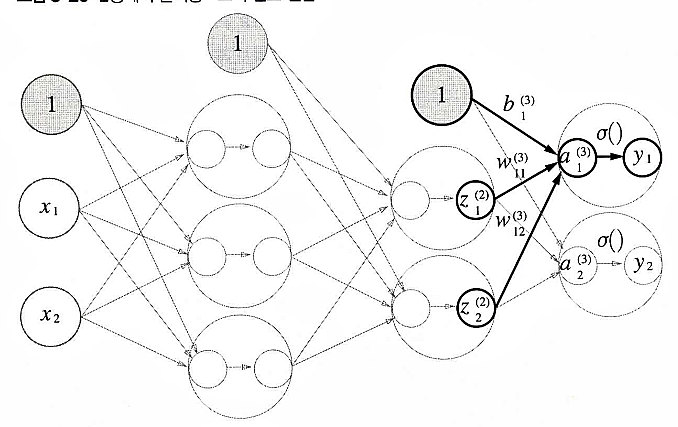 1
1
1
b₁⁽³⁾
σ()
w₁₁⁽³⁾
a₁⁽³⁾
y₁
x₁
z₁⁽²⁾
w₁₂⁽³⁾
σ()
a₂⁽³⁾
y₂
x₂
z₂⁽²⁾